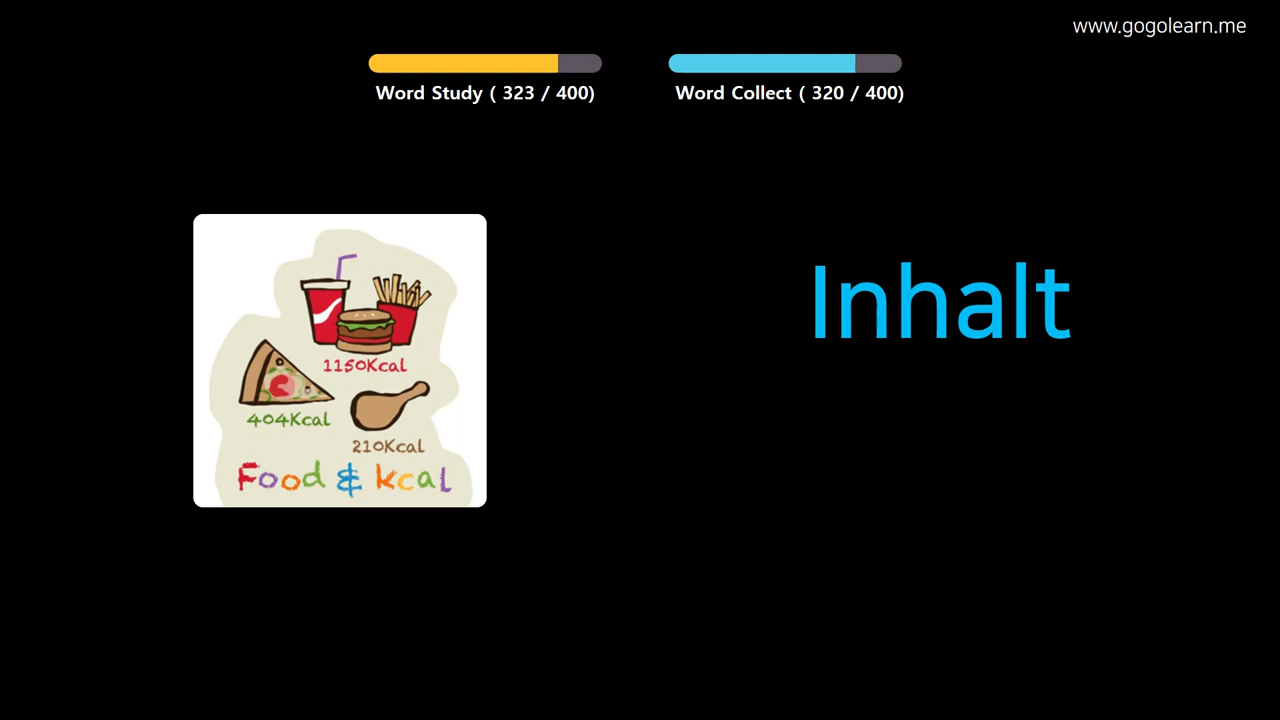 www.gogolearn.me
Word Study ( 323 / 400)
Word Collect ( 320 / 400)
Inhalt
1150Kcal
404Kcal
210Kcal
Food & kcal